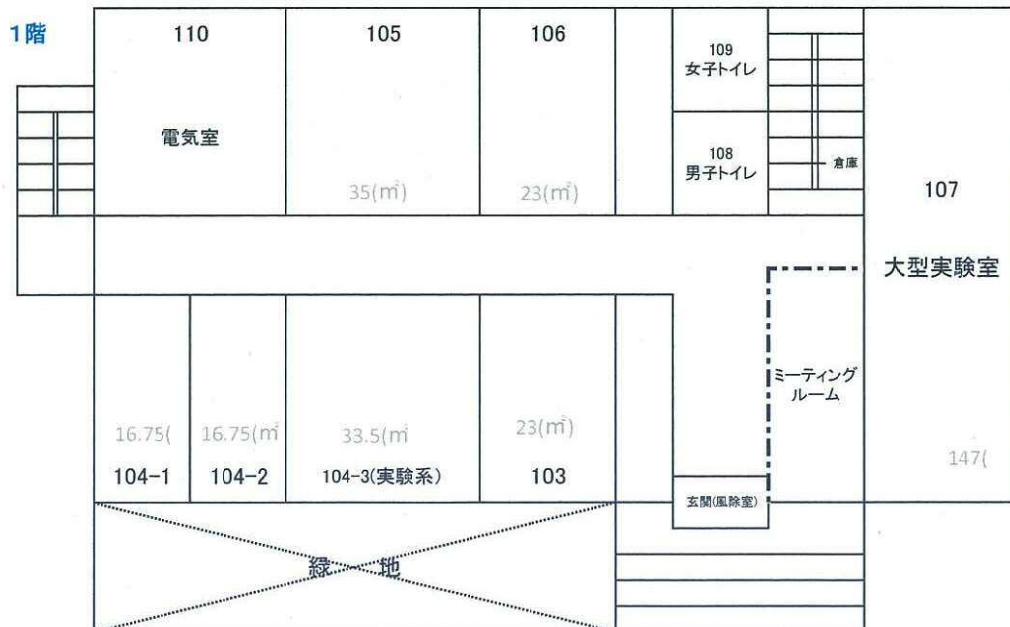 1階
110
105
106
109
女子トイレ
電気室
108
男子トイレ
倉庫
35(㎡)
23(㎡)
107
大型実験室
ミーティング
ルーム
16.75(
16.75(㎡
33.5(㎡
23(㎡)
147(
104-1
104-2
104-3(実験系)
103
玄関(風除室)
緑 地